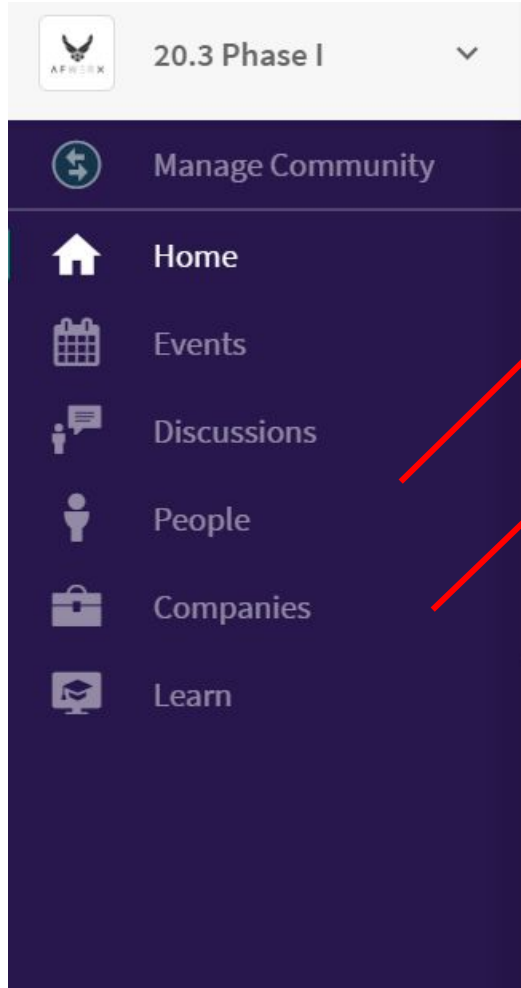 AFWERX
20.3 Phase I
Manage Community
Home
Events
Discussions
People
Companies
Learn